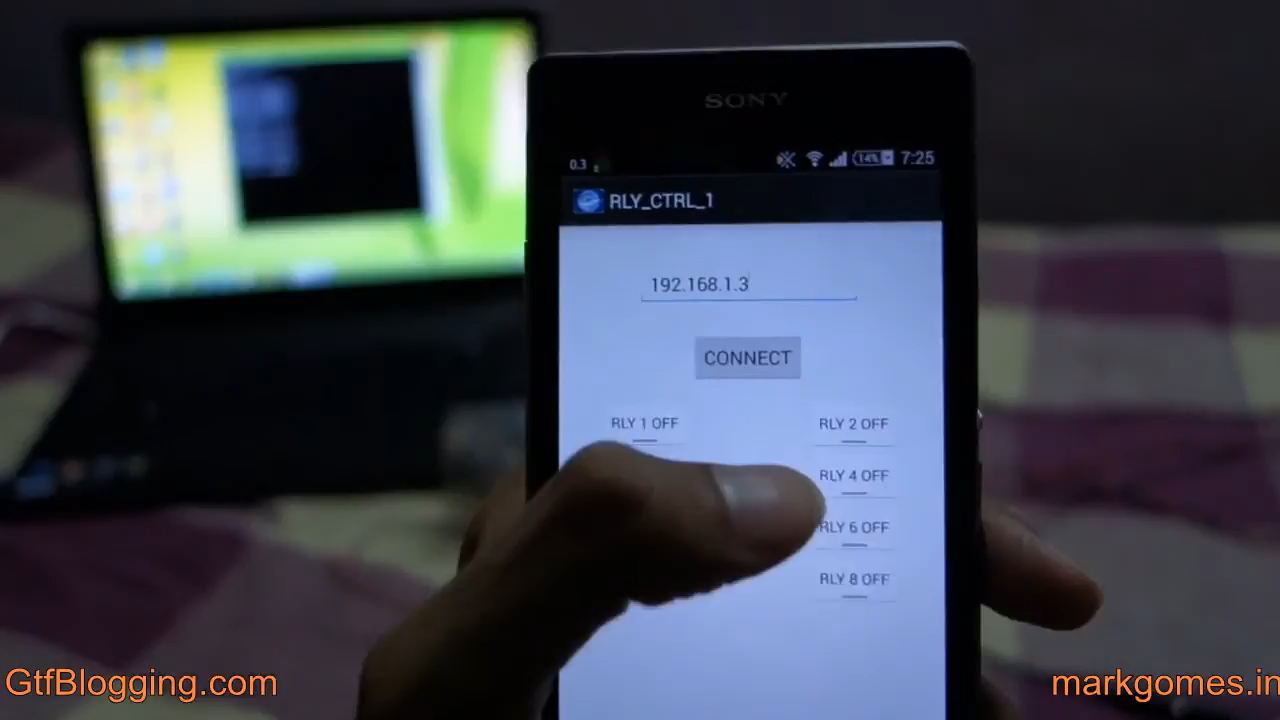 SONY
0.3 14% 7:25
RLY_CTRL_1
192.168.1.3
CONNECT
RLY 1 OFF RLY 2 OFF
RLY 4 OFF
RLY 6 OFF
RLY 8 OFF
GtfBlogging.com markgomes.in